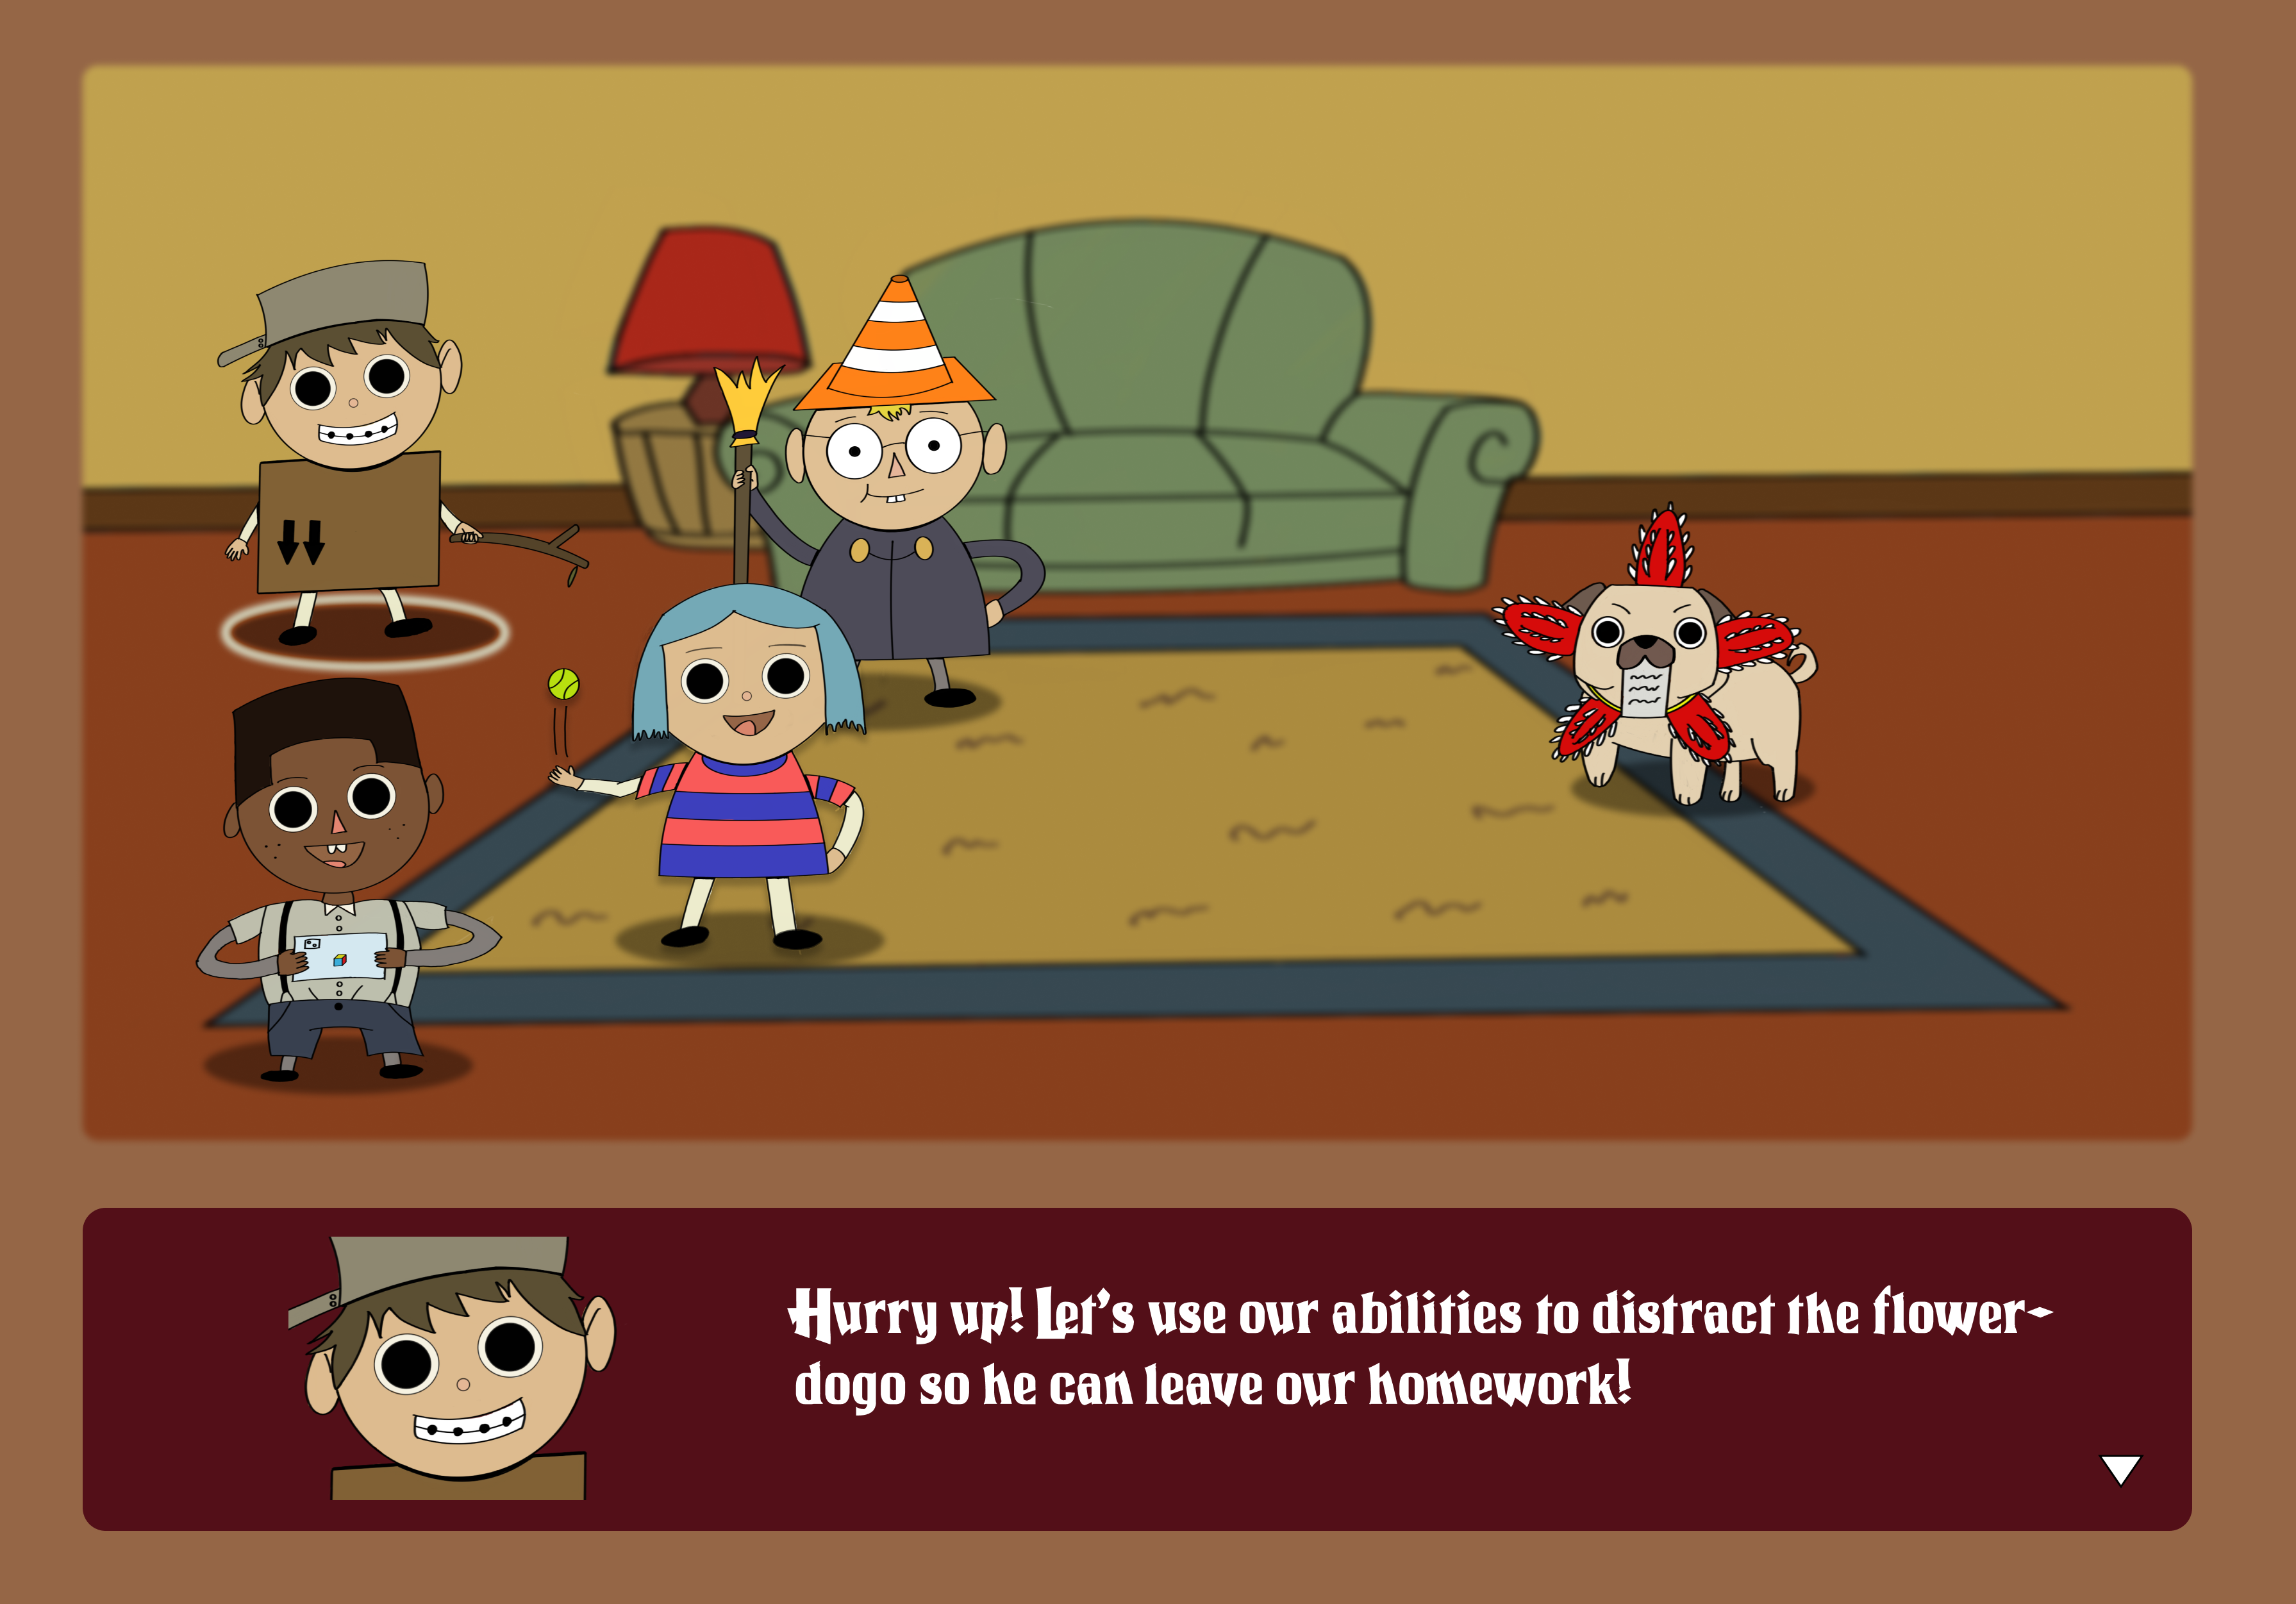 Hurry up! Let's use our abilities to distract the flower-
dogo so he can leave our homework!